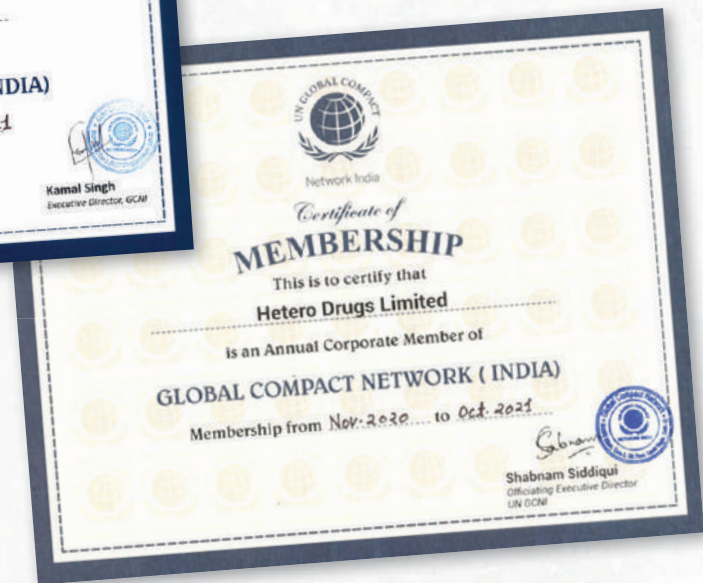 NDIA)
1
Kamal Singh
Executive Director, GCNI
UN GLOBAL COMPACT
Network India
Certificate of
MEMBERSHIP
This is to certify that
Hetero Drugs Limited
is an Annual Corporate Member of
GLOBAL COMPACT NETWORK ( INDIA)
Membership from Nov.2020 to Oct.2021
Shabnam Siddiqui
Officiating Executive Director
UN GCNI